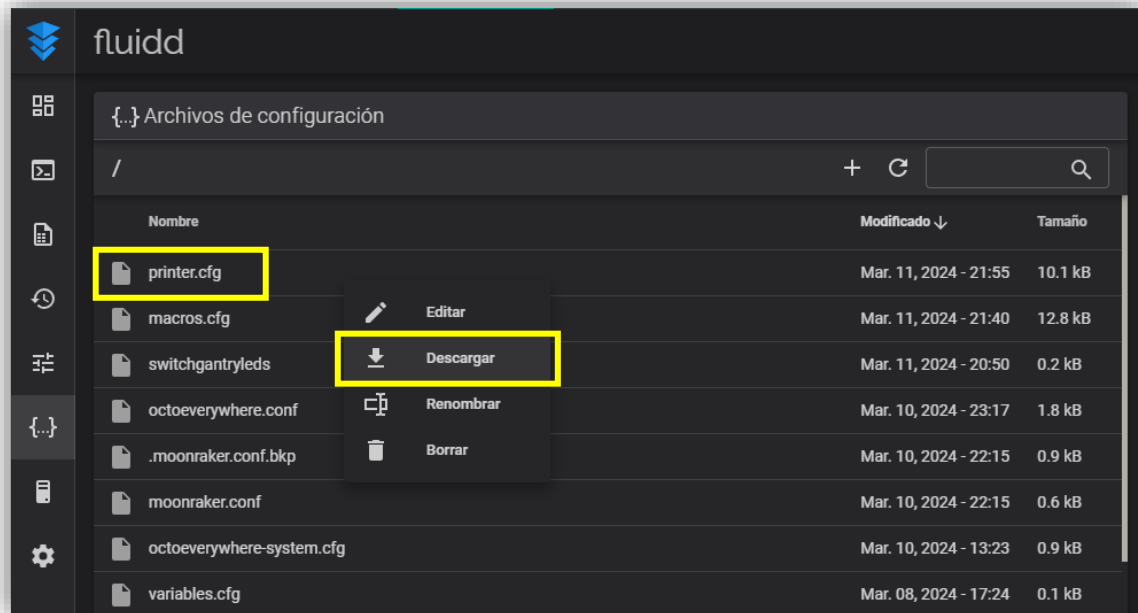 fluidd
{...} Archivos de configuración
/
Nombre Modificado Tamaño
printer.cfg Mar. 11, 2024 - 21:55 10.1 kB
Editar
macros.cfg Mar. 11, 2024 - 21:40 12.8 kB
Descargar
switchgantryleds Mar. 11, 2024 - 20:50 0.2 kB
Renombrar
octoeverywhere.conf Mar. 10, 2024 - 23:17 1.8 kB
{...}
Borrar
.moonraker.conf.bkp Mar. 10, 2024 - 22:15 0.9 kB
moonraker.conf Mar. 10, 2024 - 22:15 0.6 kB
octoeverywhere-system.cfg Mar. 10, 2024 - 13:23 0.9 kB
variables.cfg Mar. 08, 2024 - 17:24 0.1 kB